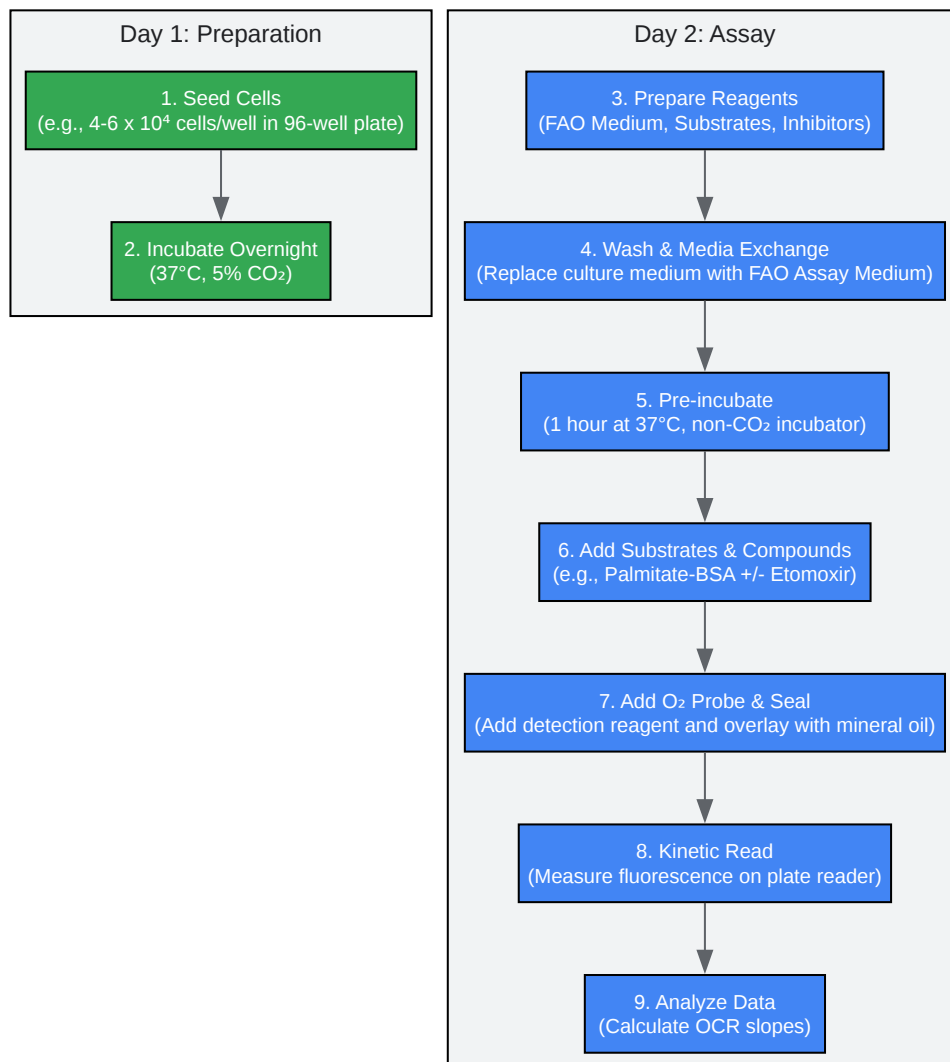 Day 1: Preparation
1. Seed Cells
(e.g., 4-6 x 10⁴ cells/well in 96-well plate)
2. Incubate Overnight
(37°C, 5% CO₂)
Day 2: Assay
3. Prepare Reagents
(FAO Medium, Substrates, Inhibitors)
4. Wash & Media Exchange
(Replace culture medium with FAO Assay Medium)
5. Pre-incubate
(1 hour at 37°C, non-CO₂ incubator)
6. Add Substrates & Compounds
(e.g., Palmitate-BSA +/- Etomoxir)
7. Add O₂ Probe & Seal
(Add detection reagent and overlay with mineral oil)
8. Kinetic Read
(Measure fluorescence on plate reader)
9. Analyze Data
(Calculate OCR slopes)